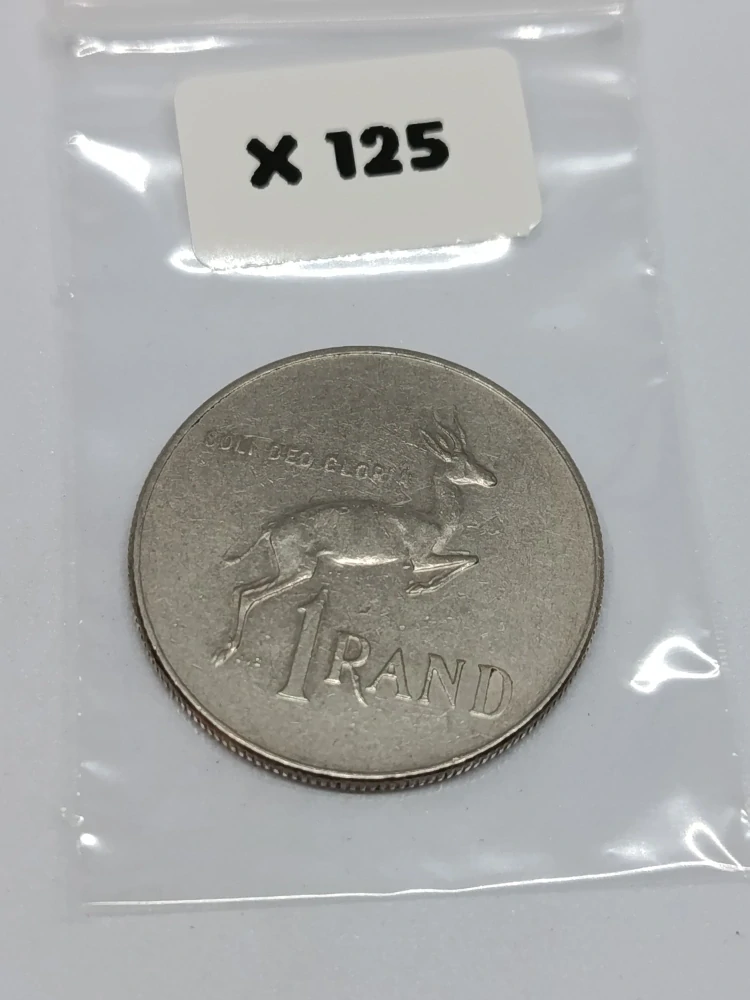 X 125
SOLI DEO GLORIA
1 RAND